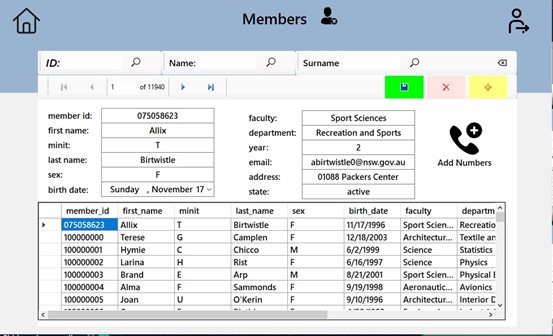 Members
ID:
Name:
Surname
1 of 11940
member id: 075058623
first name: Allix
minit: T
last name: Birtwistle
sex: F
birth date: Sunday , November 17
faculty: Sport Sciences
department: Recreation and Sports
year: 2
email: abirtwistle0@nsw.gov.au
address: 01088 Packers Center
state: active
Add Numbers
member_id first_name minit last_name sex birth_date faculty departm
075058623 Allix T Birtwistle F 11/17/1996 Sport Scien... Recreatio
100000000 Terese G Camplen F 12/18/2003 Architectur... Textile an
100000001 Hymie C Chicco M 6/2/1999 Science Statistics
100000002 Larina H Rist F 6/16/1997 Science Physics
100000003 Brand E Arp M 8/21/2001 Sport Scien... Physical E
100000004 Alma F Sammonds F 9/19/1998 Aeronautic... Avionics
100000005 Joan U O'Kerin F 9/10/1996 Architectur... Interior D